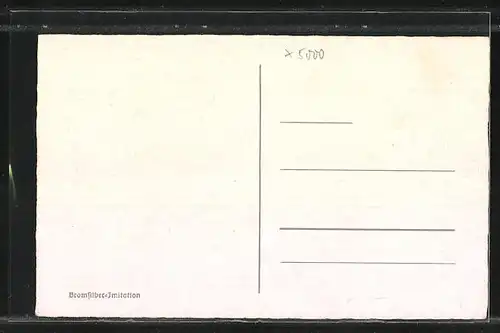 x 5000
Bromsilber-Imitation